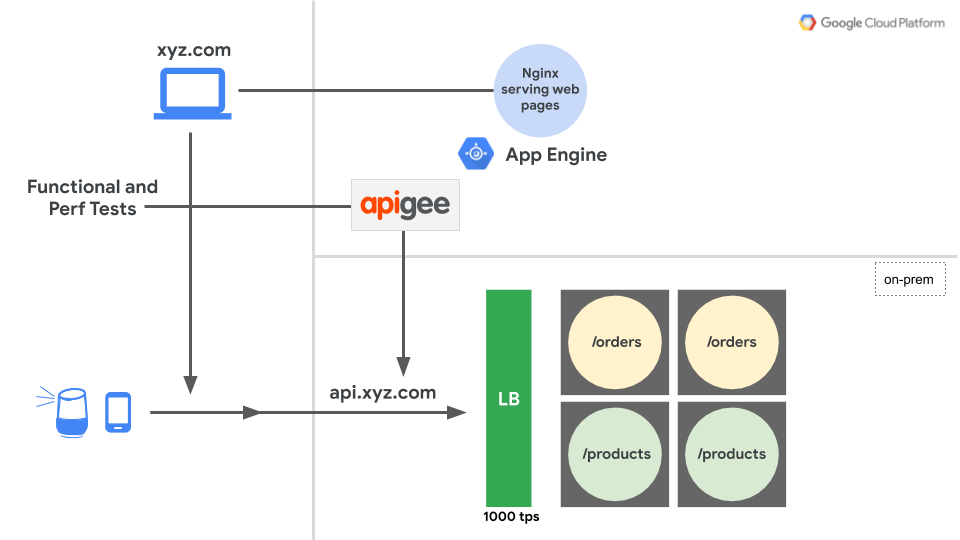 Google Cloud Platform
xyz.com
Nginx
serving web
pages
App Engine
Functional and
Perf Tests
apigee
on-prem
/orders
/orders
api.xyz.com
LB
/products
/products
1000 tps